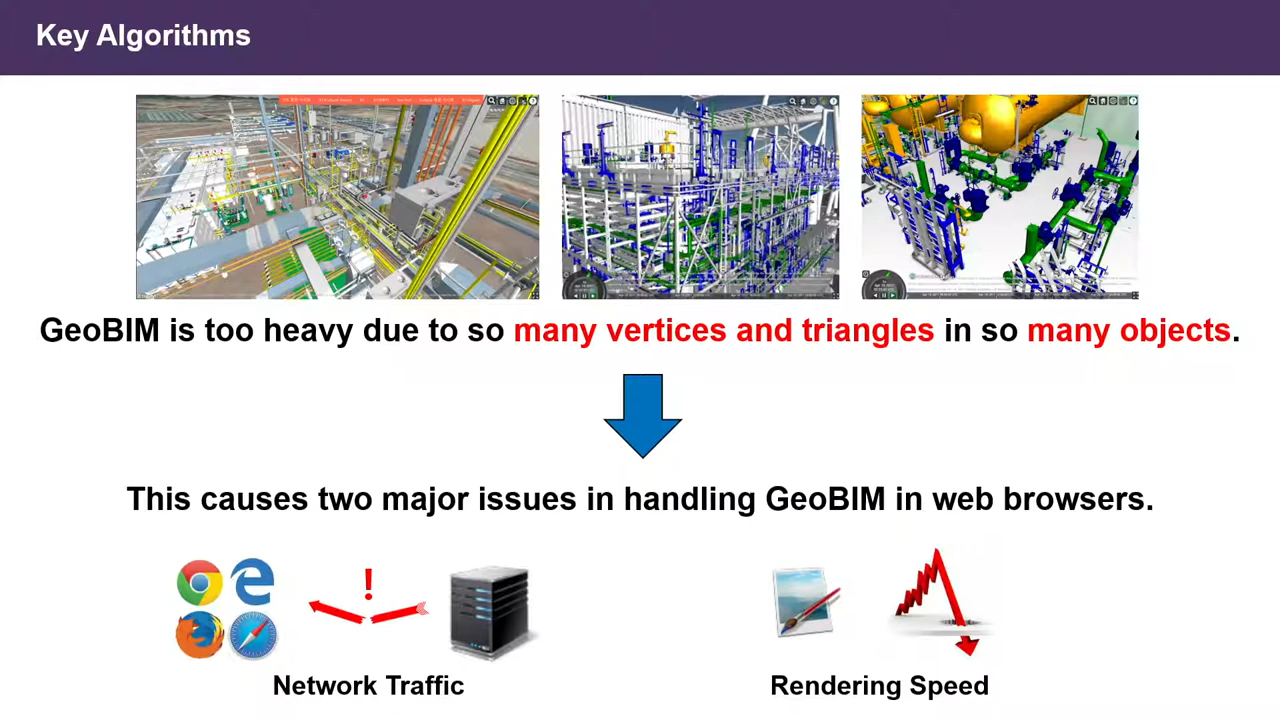 Key Algorithms
GeoBIM is too heavy due to so many vertices and triangles in so many objects.
This causes two major issues in handling GeoBIM in web browsers.
!
Network Traffic
Rendering Speed